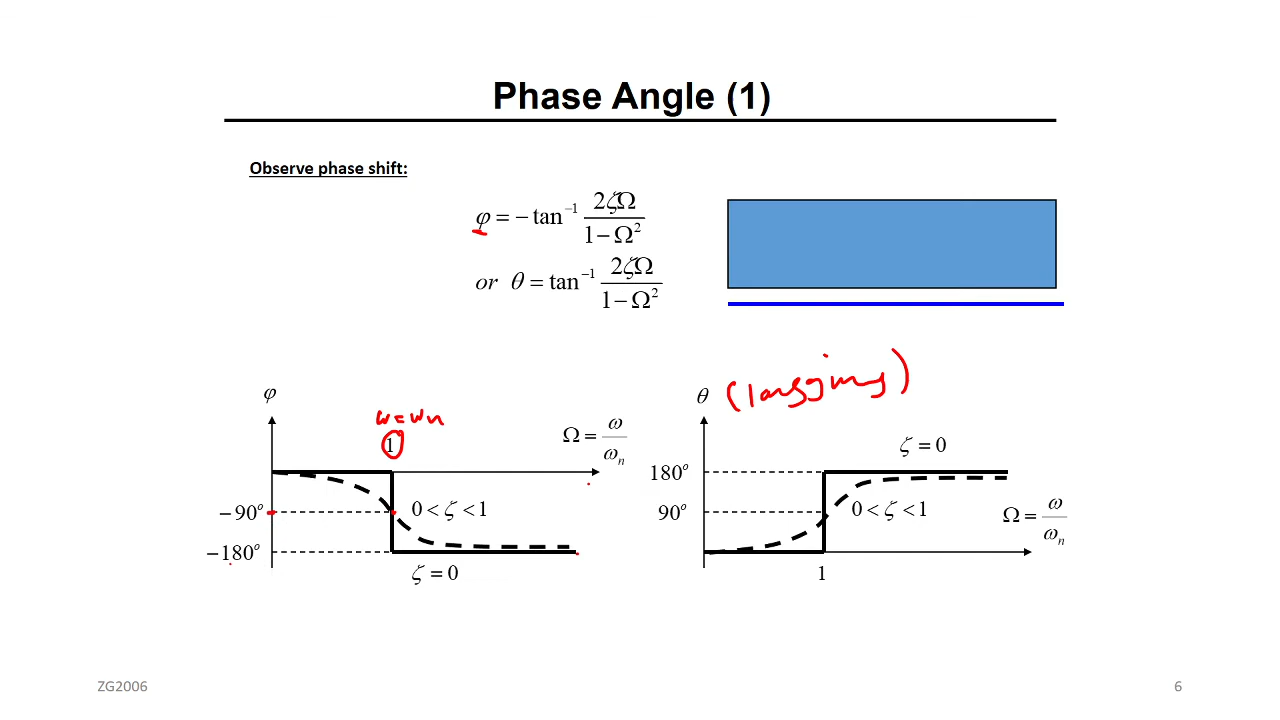 Phase Angle (1)
Observe phase shift:
φ = − tan⁻¹ 2ζΩ / 1 − Ω²
or θ = tan⁻¹ 2ζΩ / 1 − Ω²
φ
w = wn
1
Ω = ω / ωₙ
−90°
0 < ζ < 1
−180°
ζ = 0
θ (lagging)
ζ = 0
180°
90°
0 < ζ < 1
Ω = ω / ωₙ
1
ZG2006
6